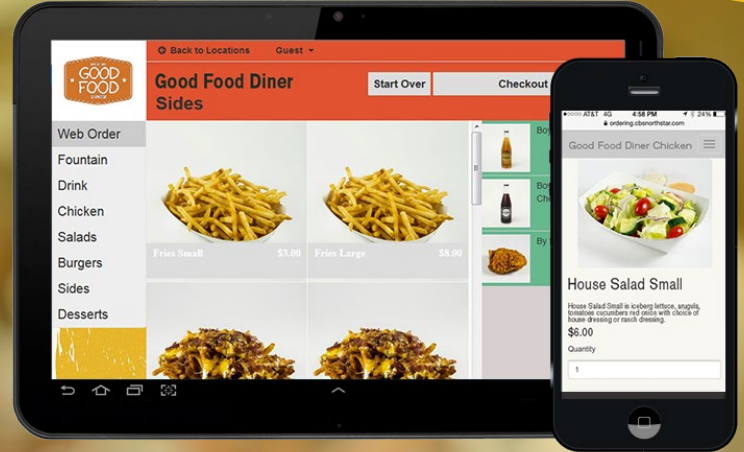 Back to Locations
Guest
GOOD
FOOD
DINER
Good Food Diner
Sides
Start Over
Checkout
Web Order
Fountain
Drink
Chicken
Salads
Burgers
Sides
Desserts
Fries Small
$3.00
Fries Large
$8.00
By
AT&T 4G
4:58 PM
24%
ordering.cbsnorthstar.com
Good Food Diner Chicken
House Salad Small
House Salad Small is iceberg lettuce, arugula,
tomatoes cucumbers red onion with choice of
house dressing or ranch dressing.
$6.00
Quantity
1